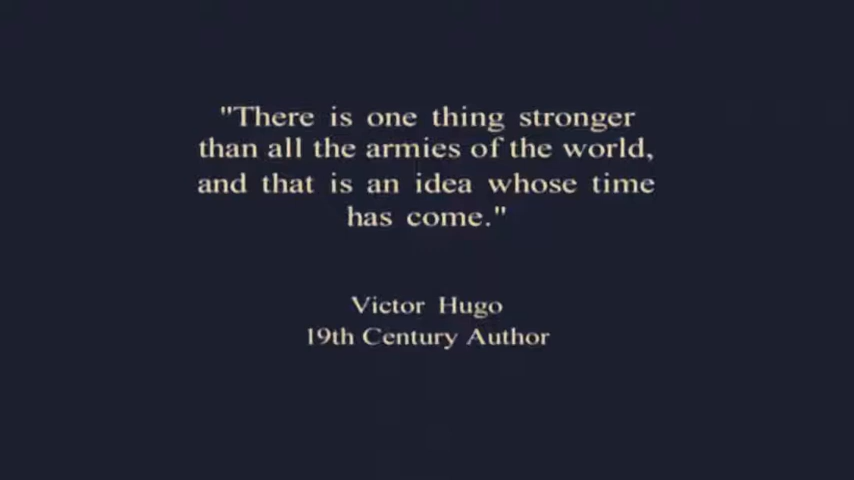 "There is one thing stronger
than all the armies of the world,
and that is an idea whose time
has come."
Victor Hugo
19th Century Author